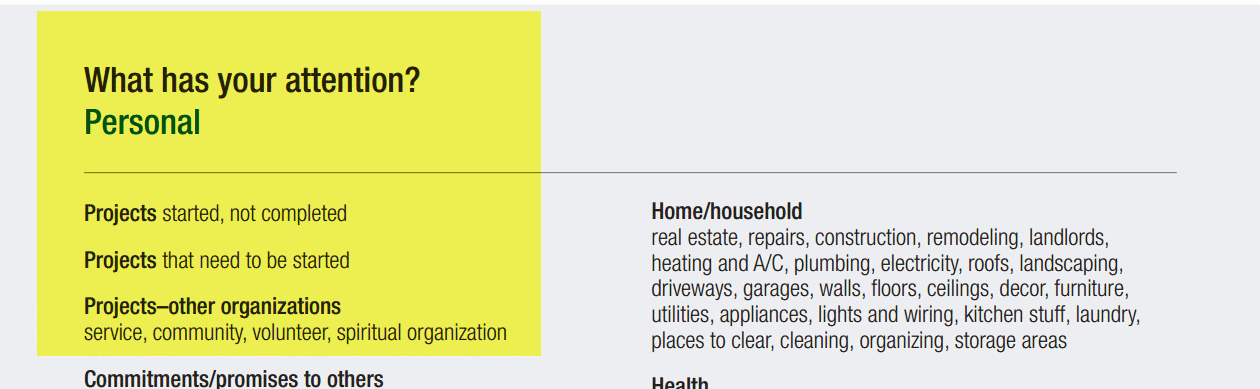 What has your attention?
Personal
Projects started, not completed
Projects that need to be started
Projects–other organizations
service, community, volunteer, spiritual organization
Commitments/promises to others
Home/household
real estate, repairs, construction, remodeling, landlords,
heating and A/C, plumbing, electricity, roofs, landscaping,
driveways, garages, walls, floors, ceilings, decor, furniture,
utilities, appliances, lights and wiring, kitchen stuff, laundry,
places to clear, cleaning, organizing, storage areas
Health